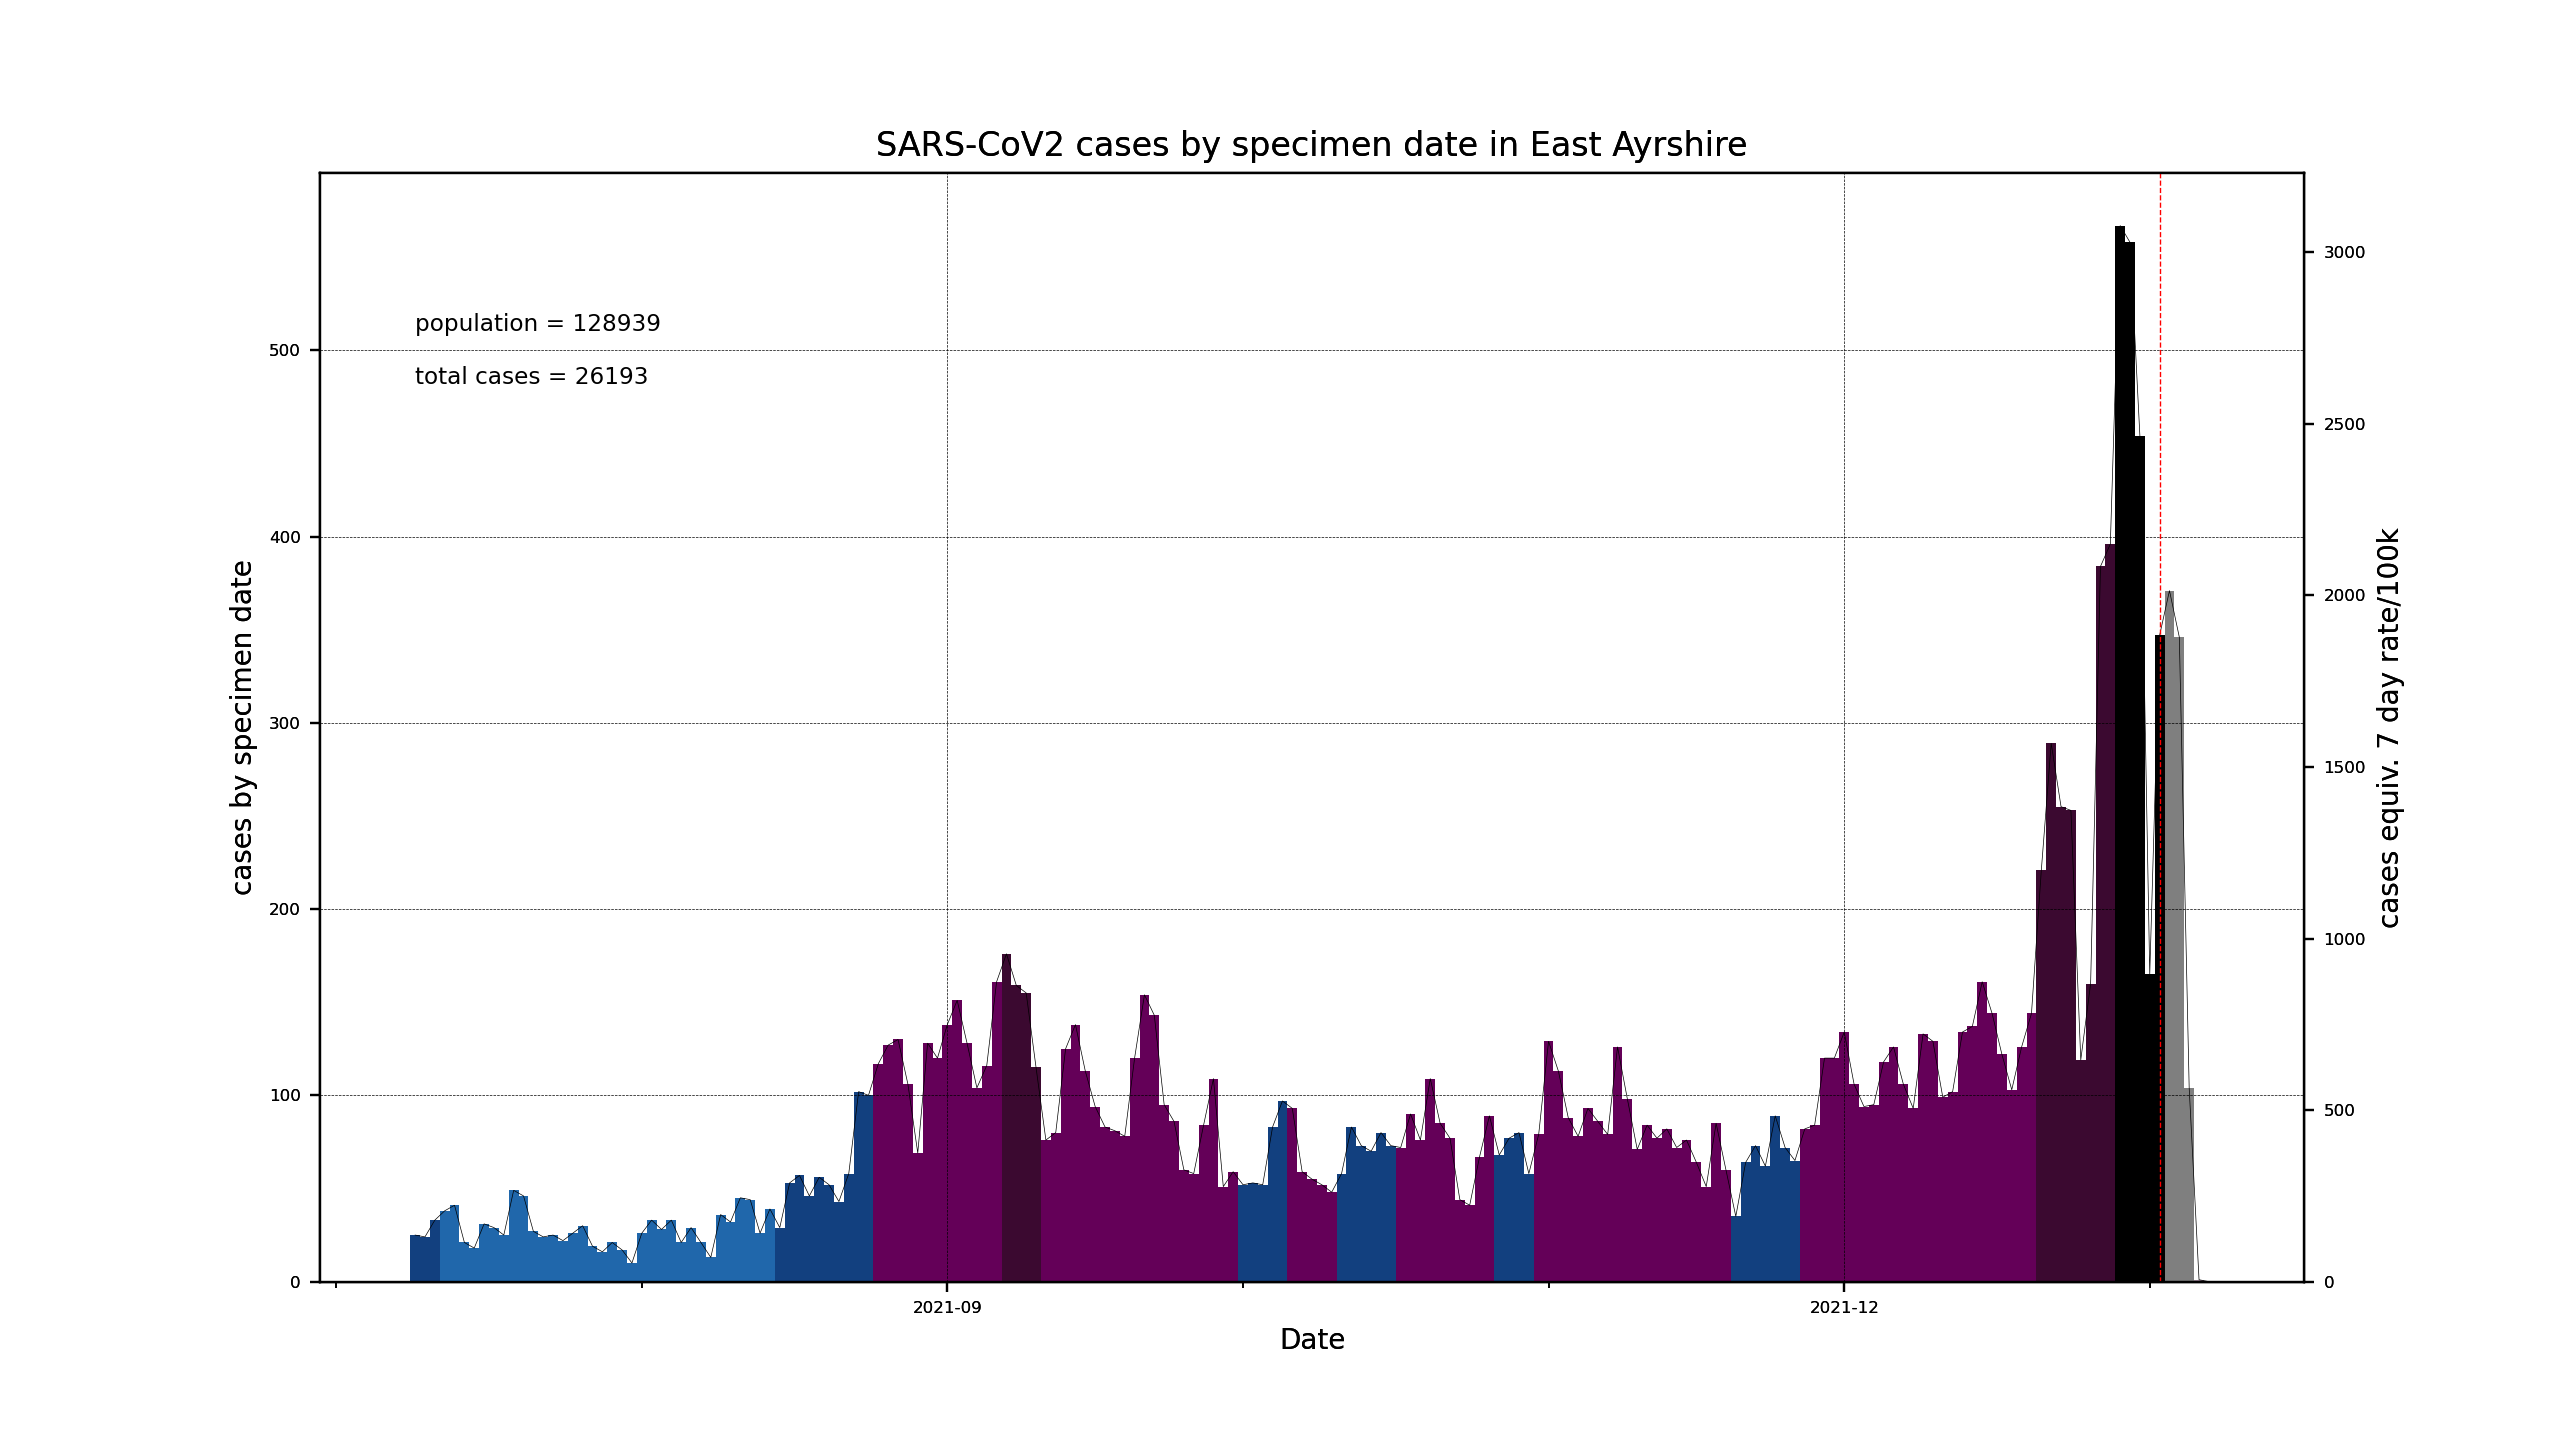 SARS-CoV2 cases by specimen date in East Ayrshire
population = 128939
total cases = 26193
cases by specimen date
500
400
300
200
100
0
3000
2500
2000
1500
1000
500
0
cases equiv. 7 day rate/100k
2021-09
2021-12
Date